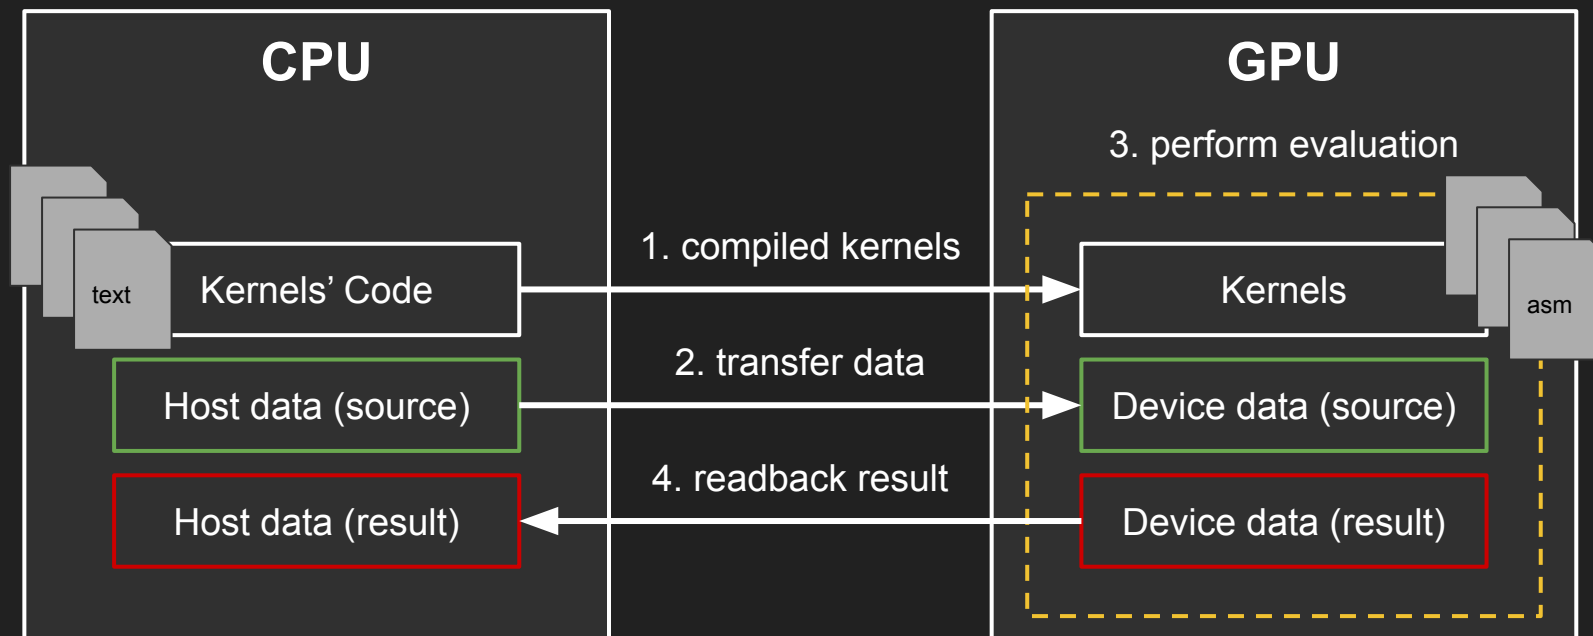 CPU
GPU
3. perform evaluation
1. compiled kernels
text
Kernels’ Code
Kernels
asm
2. transfer data
Host data (source)
Device data (source)
4. readback result
Host data (result)
Device data (result)